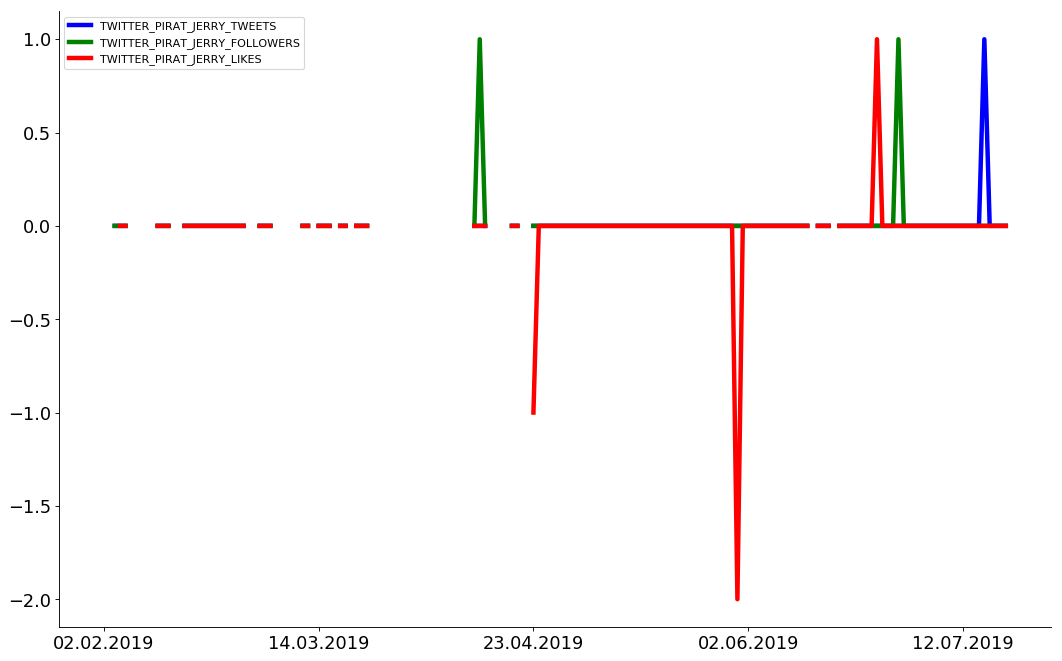 TWITTER_PIRAT_JERRY_TWEETS
TWITTER_PIRAT_JERRY_FOLLOWERS
TWITTER_PIRAT_JERRY_LIKES
1.0
0.5
0.0
−0.5
−1.0
−1.5
−2.0
02.02.2019 14.03.2019 23.04.2019 02.06.2019 12.07.2019